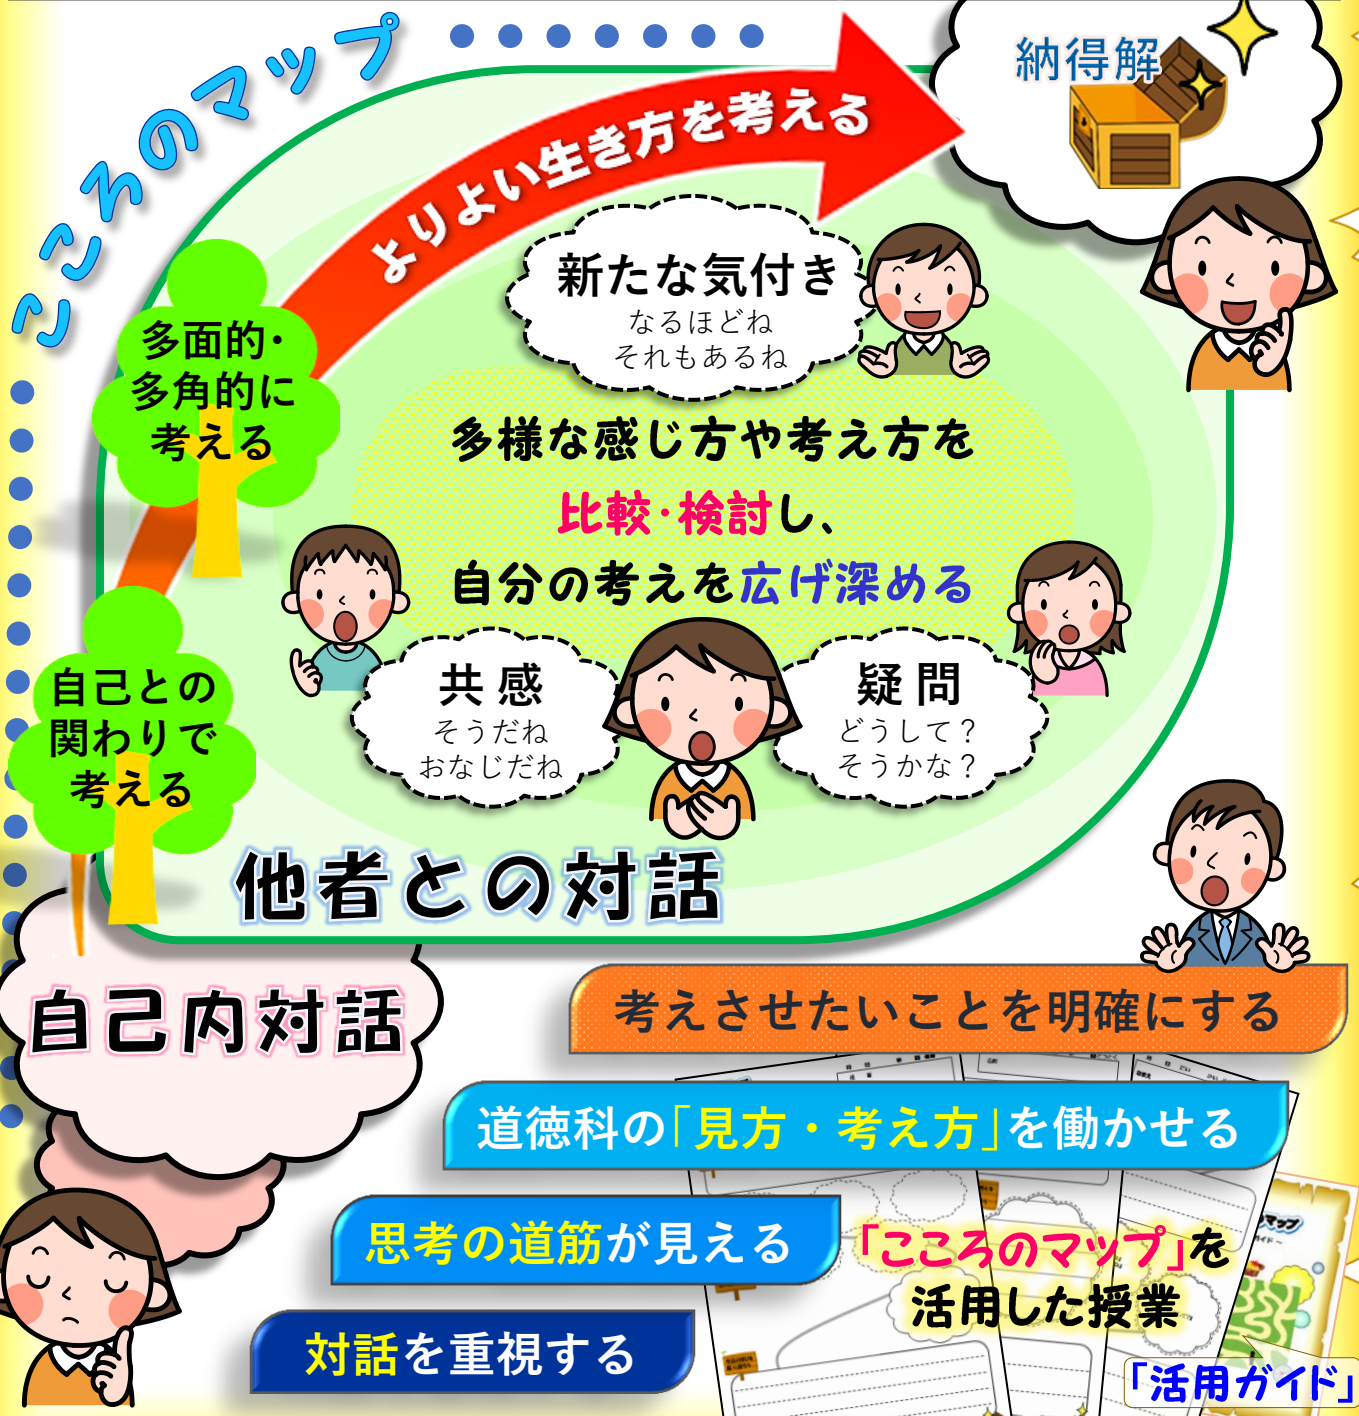 こころのマップ
納得解
よりよい生き方を考える
新たな気付き
なるほどね
それもあるね
多面的・
多角的に
考える
多様な感じ方や考え方を
比較・検討し、
自分の考えを広げ深める
自己との
関わりで
考える
共感
そうだね
おなじだね
疑問
どうして？
そうかな？
他者との対話
自己内対話
考えさせたいことを明確にする
道徳科の「見方・考え方」を働かせる
思考の道筋が見える
「こころのマップ」を
活用した授業
対話を重視する
「活用ガイド」